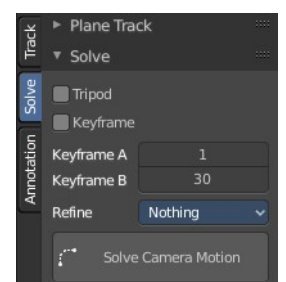 Track
Solve
Annotation
Plane Track
Solve
Tripod
Keyframe
Keyframe A 1
Keyframe B 30
Refine Nothing
Solve Camera Motion